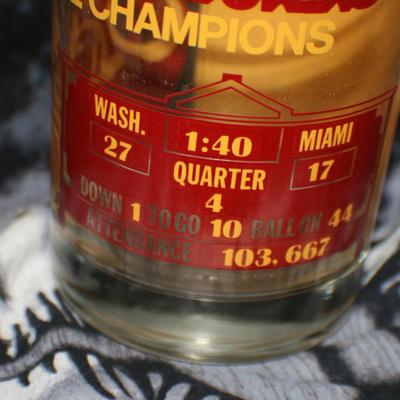 CHAMPIONS
WASH. 1:40 MIAMI
27 QUARTER 17
4
DOWN 1 TO GO 10 BALL ON 44
ATTENDANCE 103,667